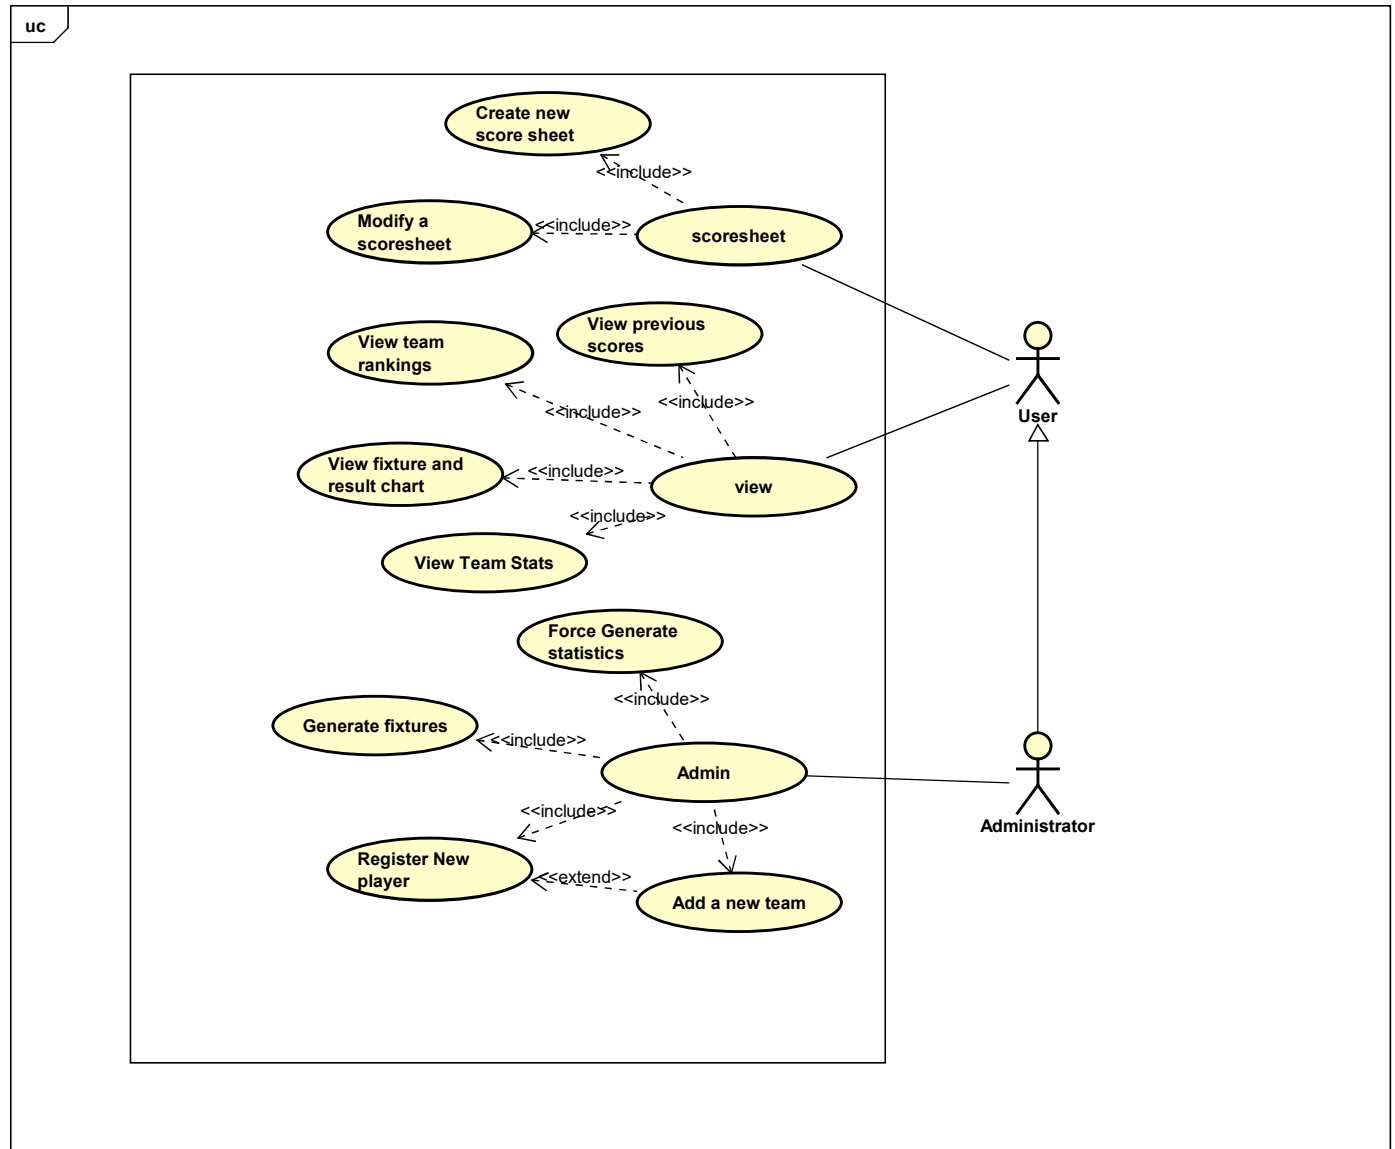 uc
Create new
score sheet
<<include>>
Modify a
scoresheet
<<include>>
scoresheet
View previous
scores
View team
rankings
<<include>>
<<include>>
User
View fixture and
result chart
<<include>>
view
<<include>>
View Team Stats
Force Generate
statistics
<<include>>
Generate fixtures
<<include>>
Admin
<<include>>
<<include>>
Administrator
Register New
player
<<extend>>
Add a new team